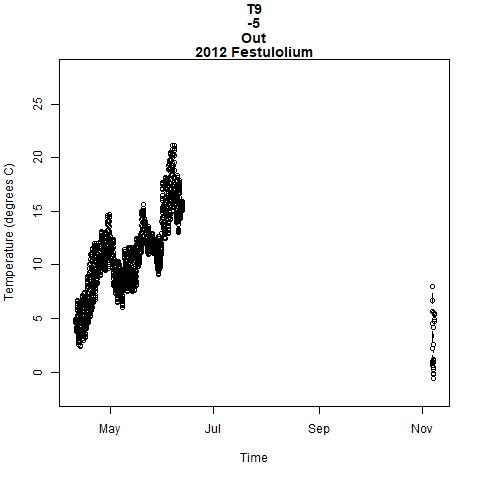 T9
-5
Out
2012 Festulolium
Temperature (degrees C)
25
20
15
10
5
0
May
Jul
Sep
Nov
Time